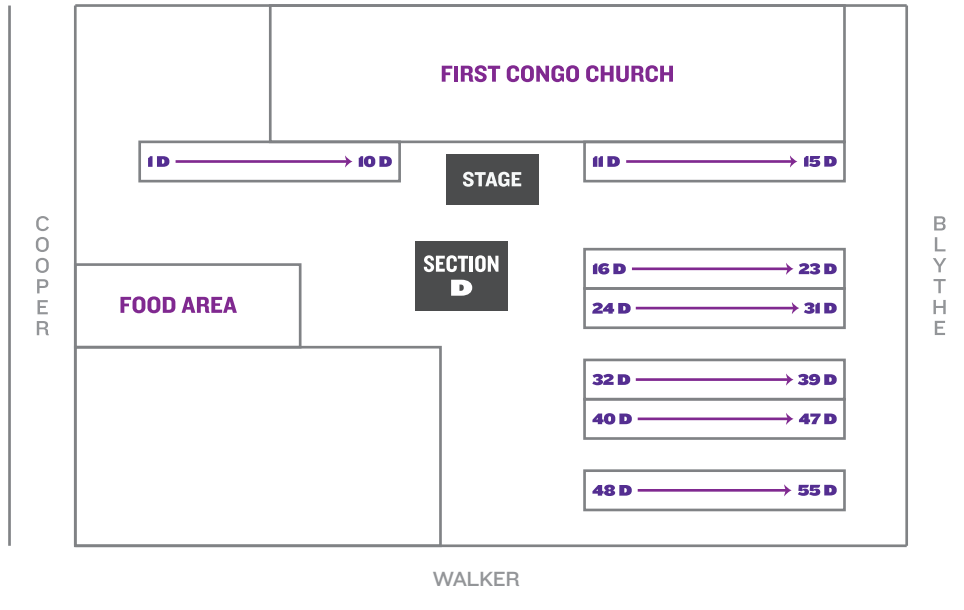 FIRST CONGO CHURCH
1 D 10 D
STAGE
11 D 15 D
COOPER
BLYTHE
SECTION
D
16 D 23 D
FOOD AREA
24 D 31 D
32 D 39 D
40 D 47 D
48 D 55 D
WALKER